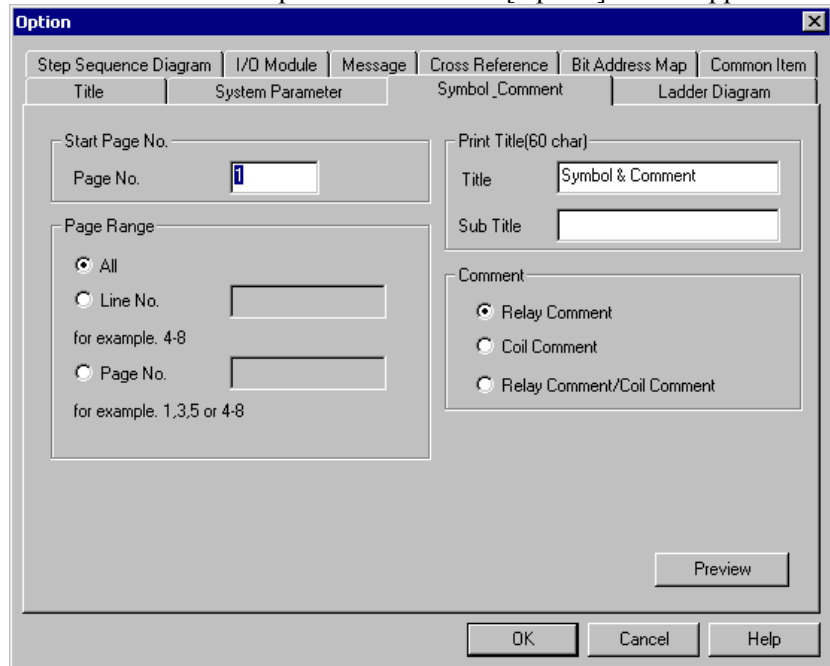 Option
Step Sequence Diagram I/O Module Message Cross Reference Bit Address Map Common Item
Title System Parameter Symbol_Comment Ladder Diagram
Start Page No.
Page No. 1
Page Range
All
Line No.
for example. 4-8
Page No.
for example. 1,3,5 or 4-8
Print Title(60 char)
Title Symbol & Comment
Sub Title
Comment
Relay Comment
Coil Comment
Relay Comment/Coil Comment
Preview
OK Cancel Help